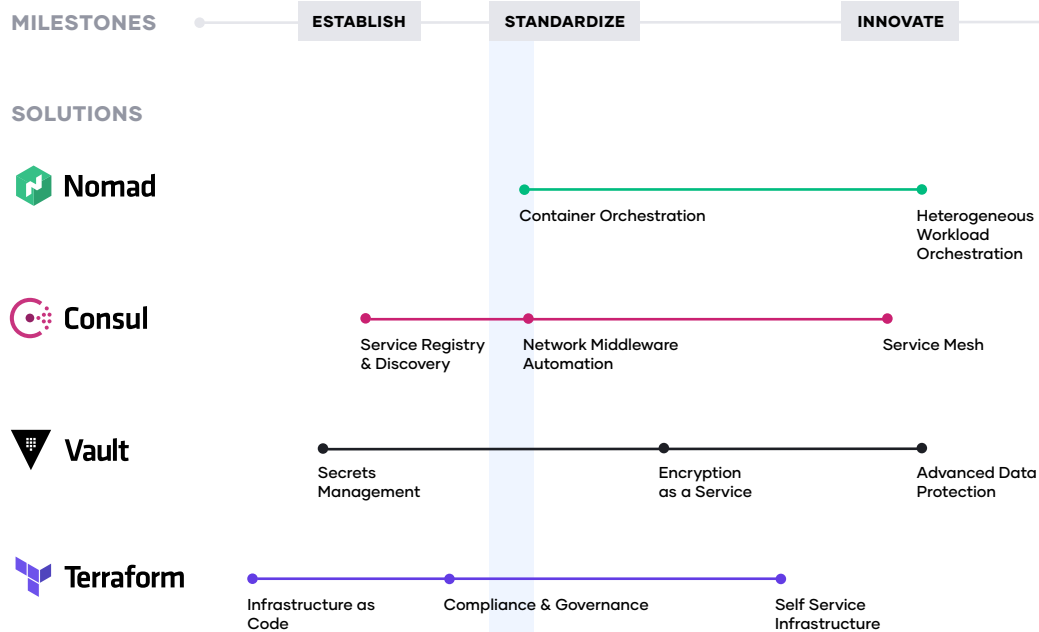 MILESTONES
ESTABLISH
STANDARDIZE
INNOVATE
SOLUTIONS
Nomad
Container Orchestration
Heterogeneous
Workload
Orchestration
Consul
Service Registry
& Discovery
Network Middleware
Automation
Service Mesh
Vault
Secrets
Management
Encryption
as a Service
Advanced Data
Protection
Terraform
Infrastructure as
Code
Compliance & Governance
Self Service
Infrastructure